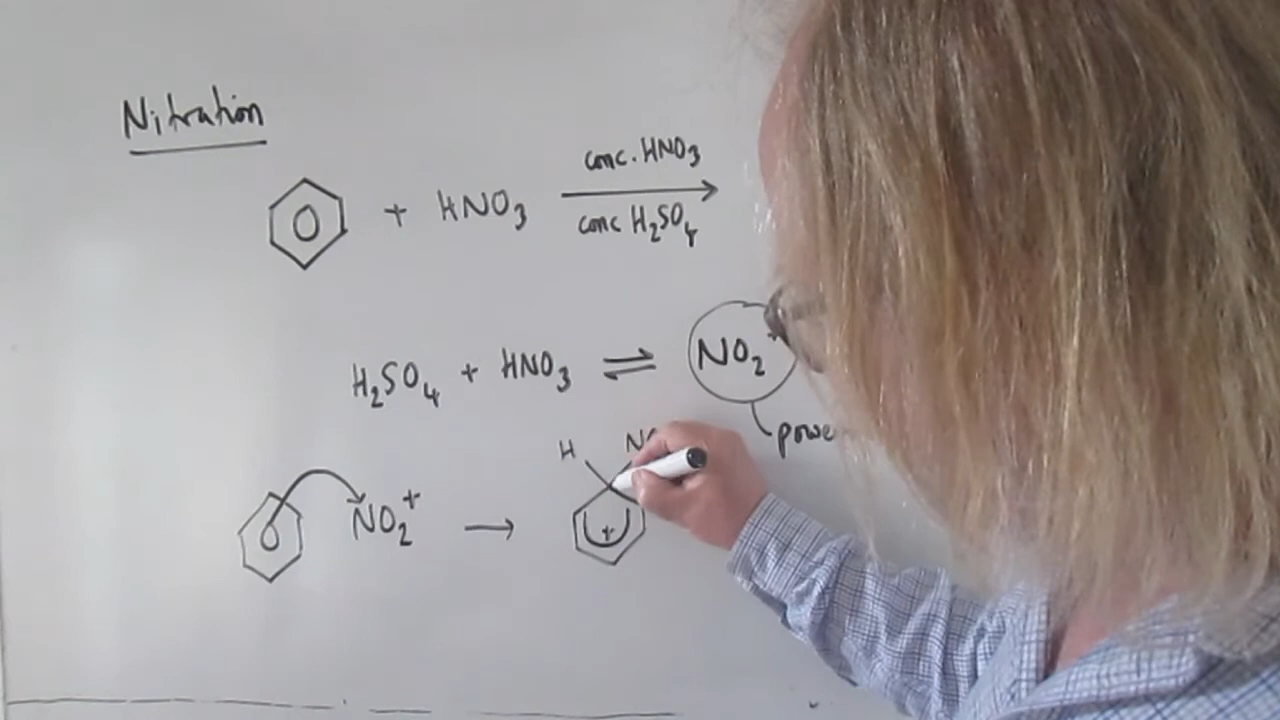 Nitration
conc. HNO3
+ HNO3 →
conc H2SO4
H2SO4 + HNO3 ⇌ NO2+
H
NO2+ →
+